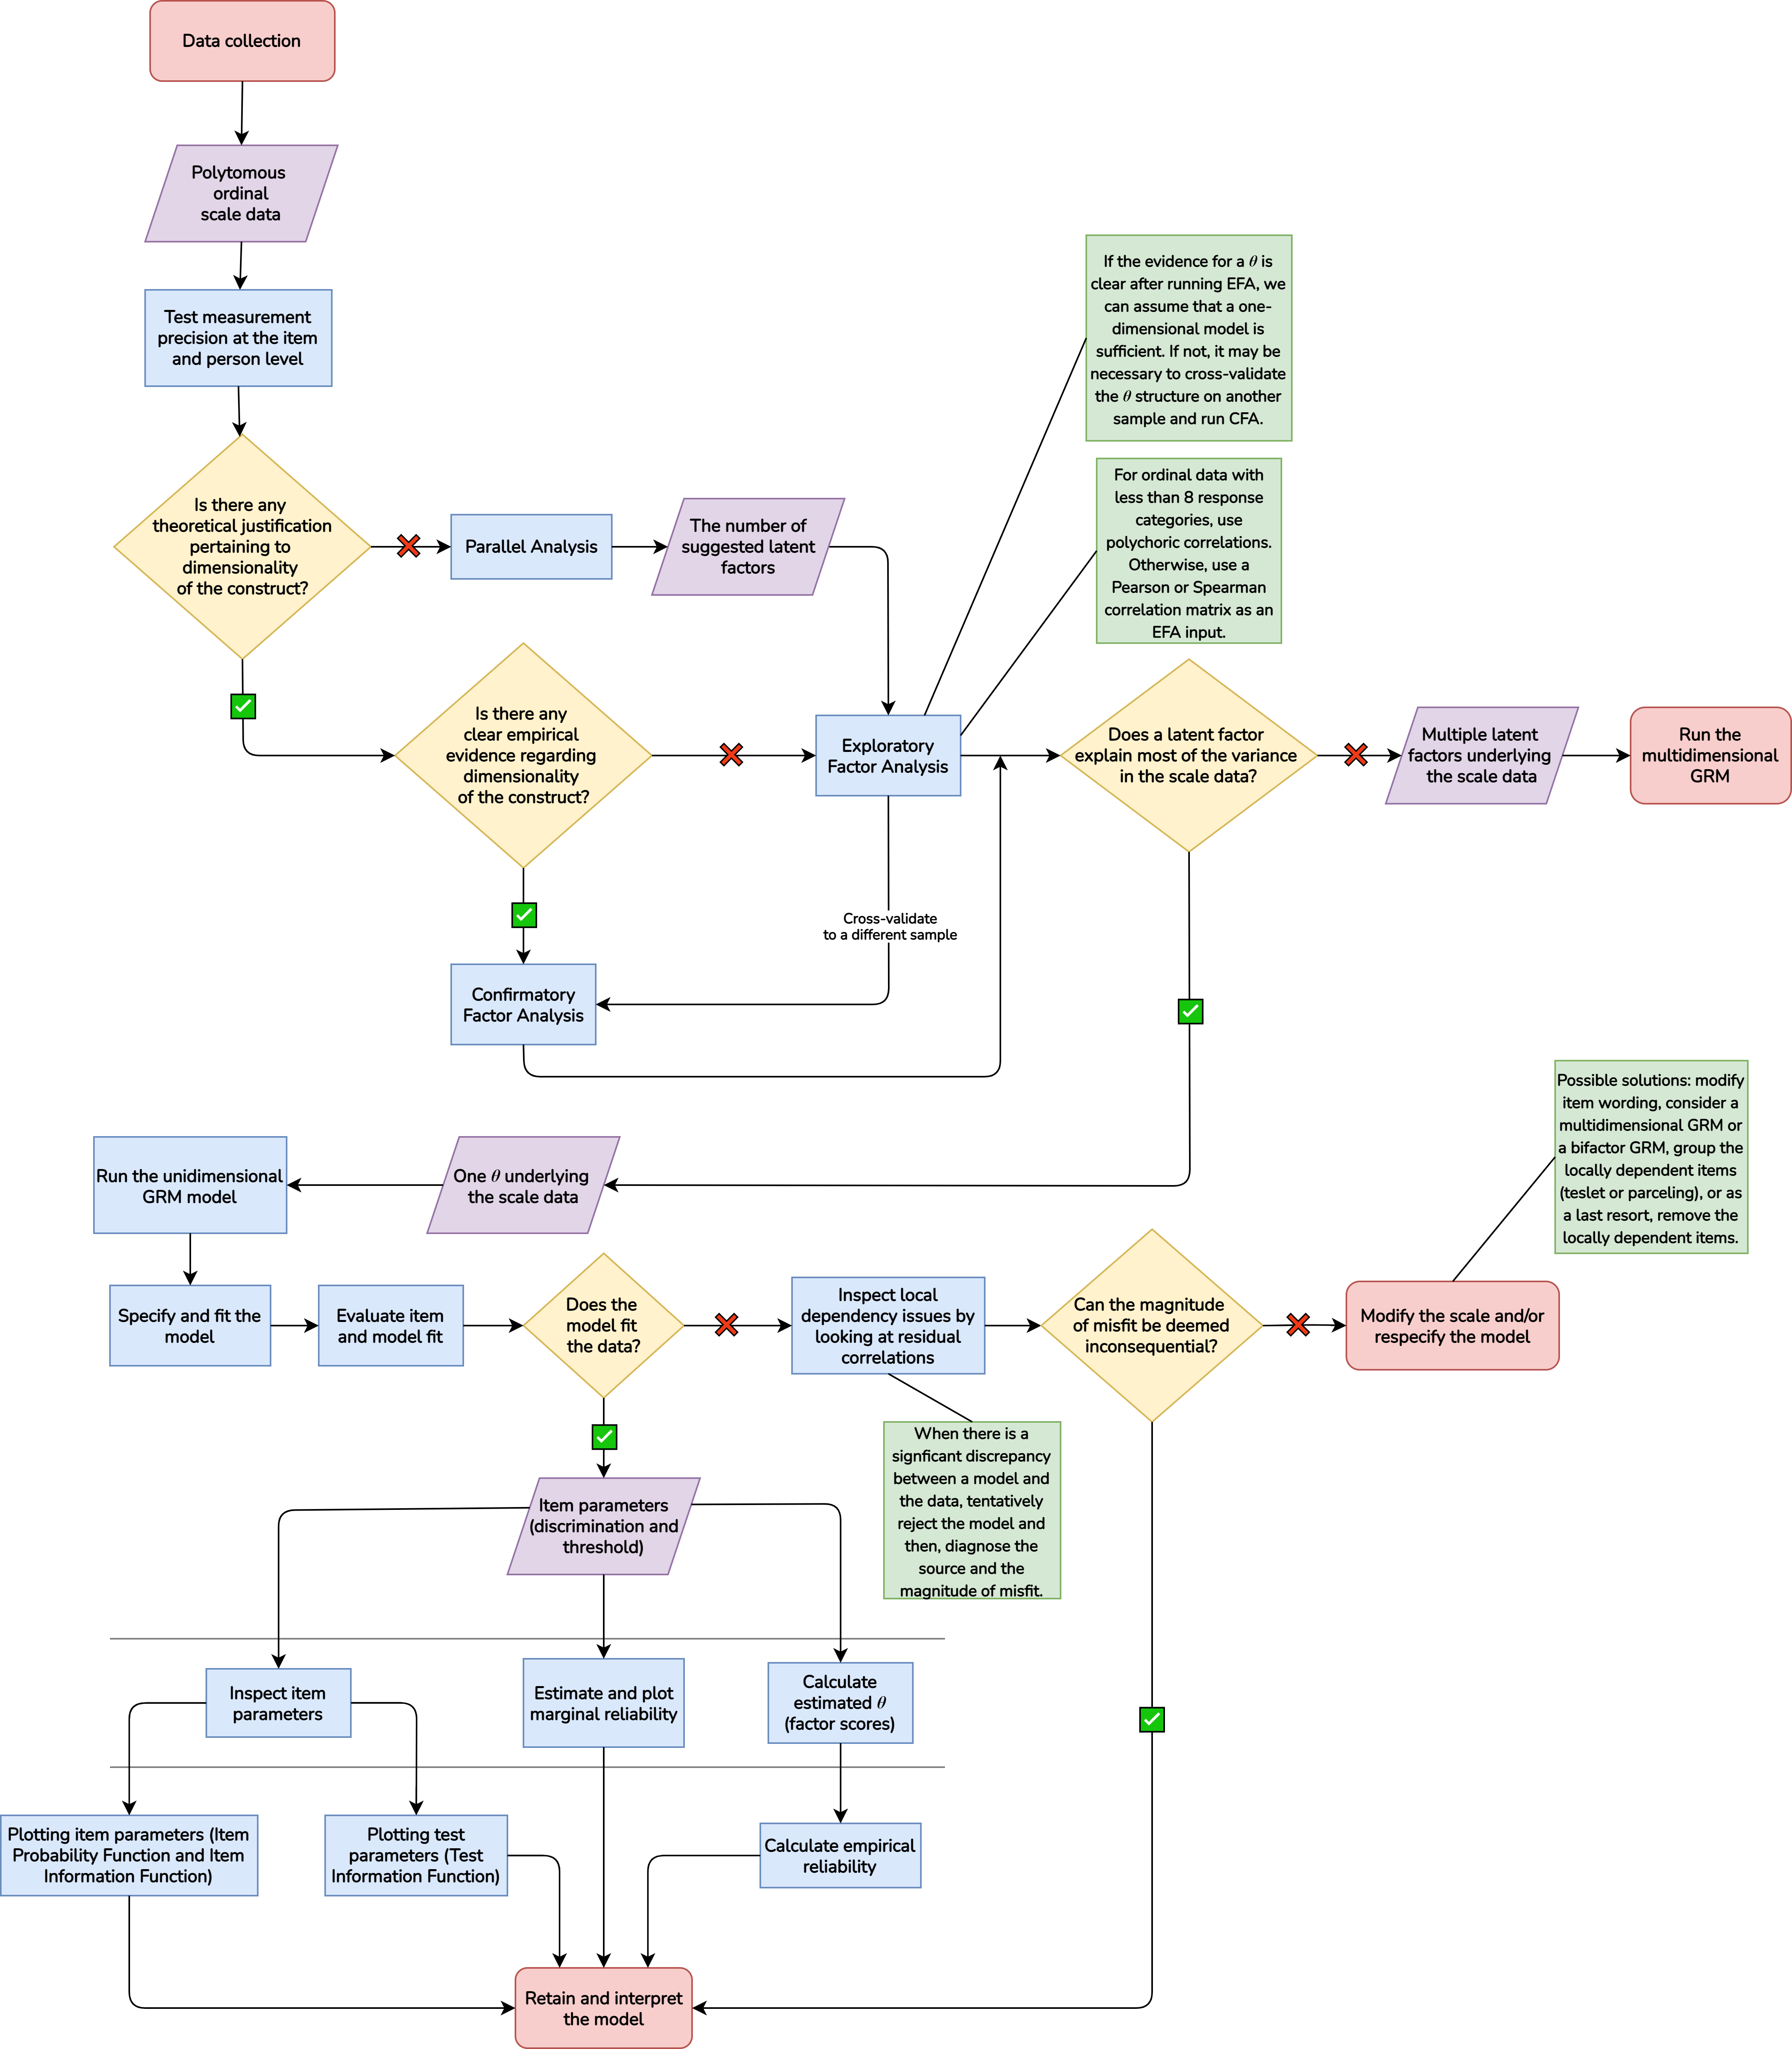 Data collection
Polytomous
ordinal
scale data
Test measurement
precision at the item
and person level
If the evidence for a θ is
clear after running EFA, we
can assume that a one-
dimensional model is
sufficient. If not, it may be
necessary to cross-validate
the θ structure on another
sample and run CFA.
Is there any
theoretical justification
pertaining to
dimensionality
of the construct?
Parallel Analysis
The number of
suggested latent
factors
For ordinal data with
less than 8 response
categories, use
polychoric correlations.
Otherwise, use a
Pearson or Spearman
correlation matrix as an
EFA input.
Is there any
clear empirical
evidence regarding
dimensionality
of the construct?
Exploratory
Factor Analysis
Does a latent factor
explain most of the variance
in the scale data?
Multiple latent
factors underlying
the scale data
Run the
multidimensional
GRM
Cross-validate
to a different sample
Confirmatory
Factor Analysis
Possible solutions: modify
item wording, consider a
multidimensional GRM or
a bifactor GRM, group the
locally dependent items
(teslet or parceling), or as
a last resort, remove the
locally dependent items.
Run the unidimensional
GRM model
One θ underlying
the scale data
Specify and fit the
model
Evaluate item
and model fit
Does the
model fit
the data?
Inspect local
dependency issues by
looking at residual
correlations
Can the magnitude
of misfit be deemed
inconsequential?
Modify the scale and/or
respecify the model
When there is a
signficant discrepancy
between a model and
the data, tentatively
reject the model and
then, diagnose the
source and the
magnitude of misfit.
Item parameters
(discrimination and
threshold)
Inspect item
parameters
Estimate and plot
marginal reliability
Calculate
estimated θ
(factor scores)
Plotting item parameters (Item
Probability Function and Item
Information Function)
Plotting test
parameters (Test
Information Function)
Calculate empirical
reliability
Retain and interpret
the model